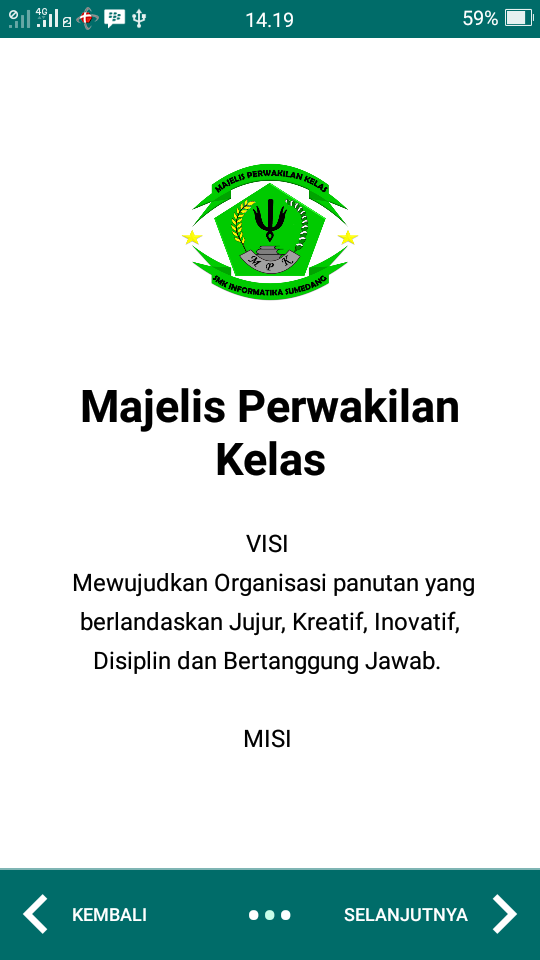 4G
2
14.19
59%
MAJELIS PERWAKILAN KELAS
M P K
SMK INFORMATIKA SUMEDANG
Majelis Perwakilan
Kelas
VISI
Mewujudkan Organisasi panutan yang
berlandaskan Jujur, Kreatif, Inovatif,
Disiplin dan Bertanggung Jawab.
MISI
KEMBALI
SELANJUTNYA